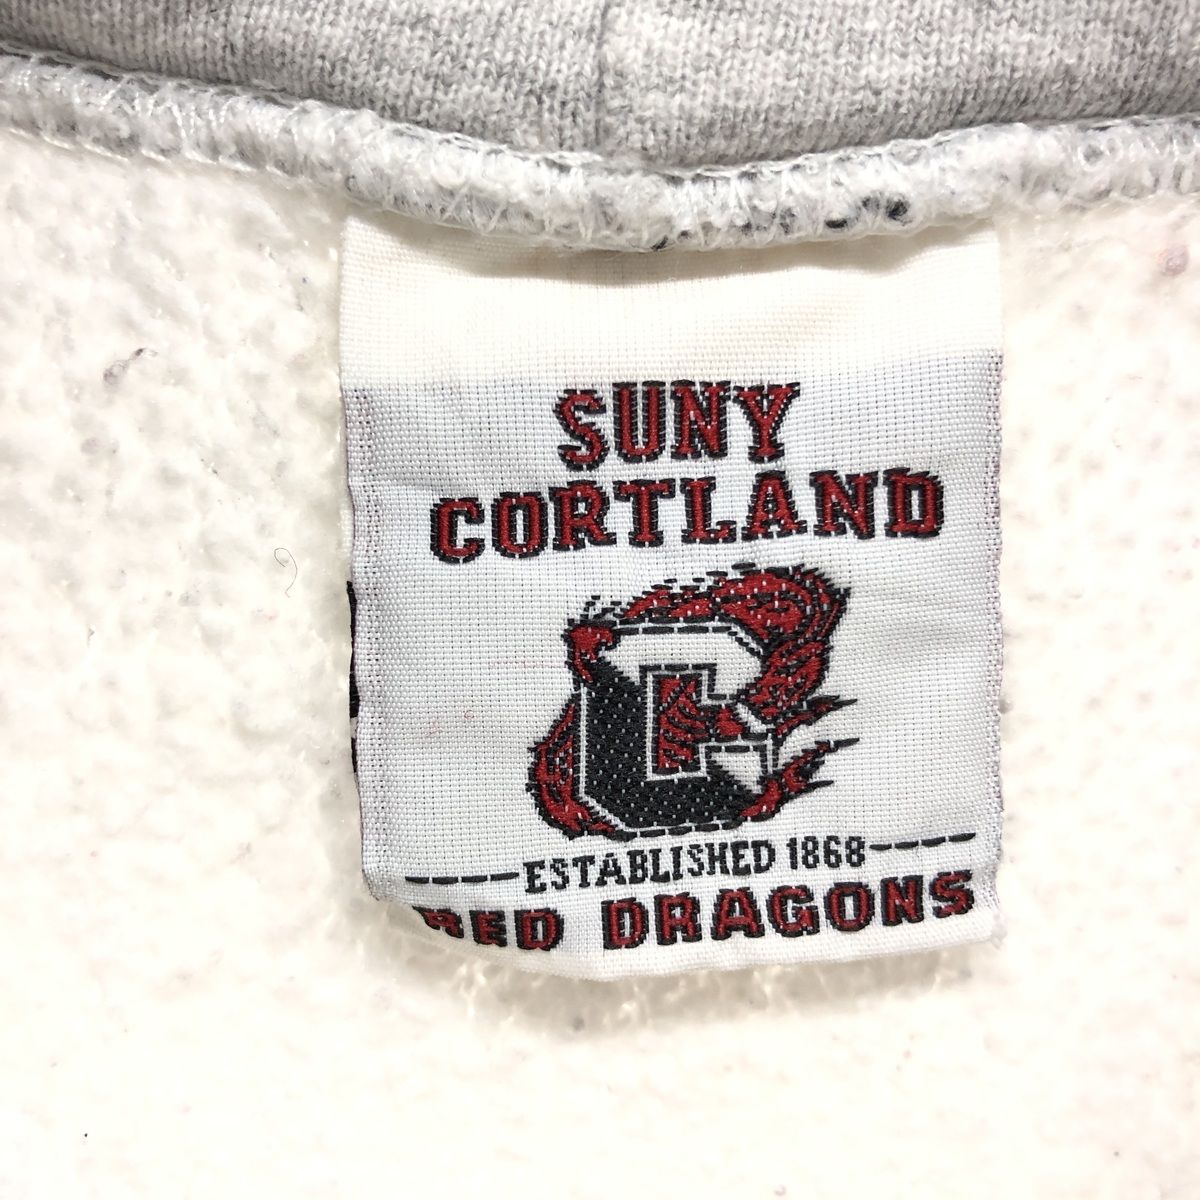 SUNY
CORTLAND
C
ESTABLISHED 1868
RED DRAGONS